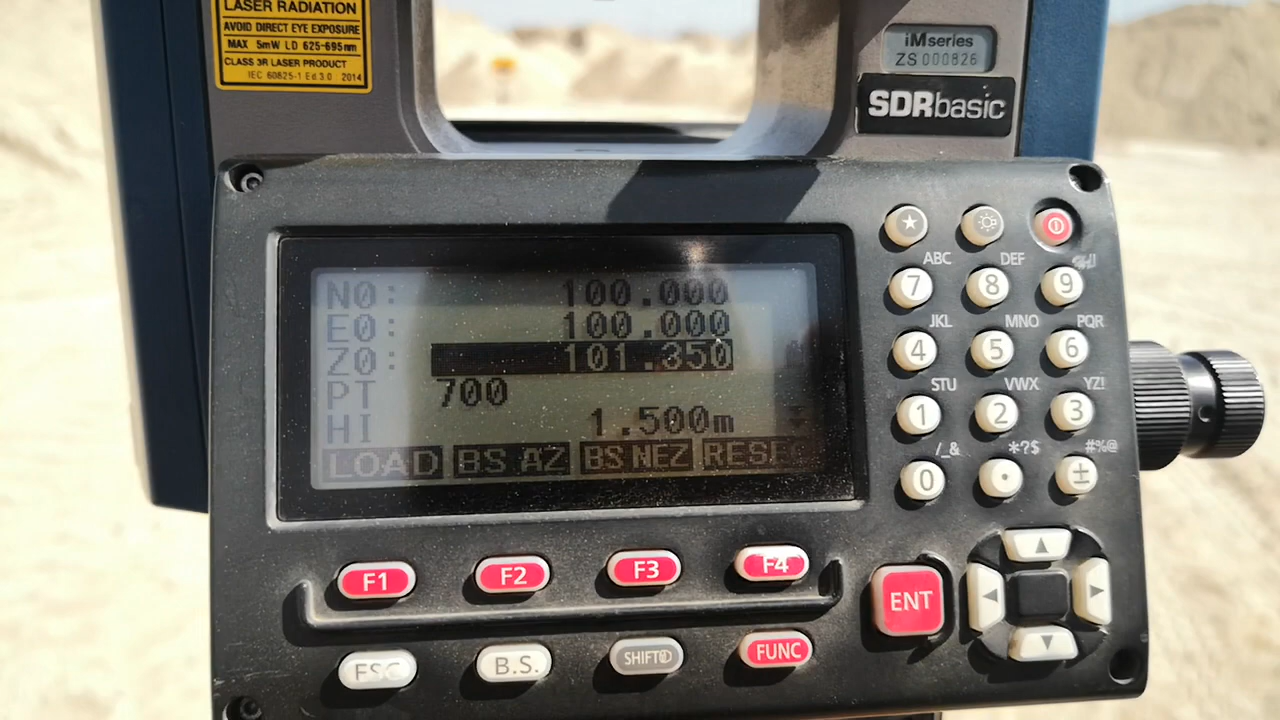 LASER RADIATION
AVOID DIRECT EYE EXPOSURE
MAX 5mW LD 625-695nm
CLASS 3R LASER PRODUCT
IEC 60825-1 Ed.3.0 2014
iMseries
ZS 000826
SDRbasic
N0: 100.000
E0: 100.000
Z0: 101.350
PT 700
HI 1.500m
LOAD BS AZ BS NEZ
ABC DEF
7 8 9
JKL MNO PQR
4 5 6
STU VWX YZ!
1 2 3
/_& *?$ #%@
0 . ±
F1 F2 F3 F4
ENT
ESC B.S. SHIFT FUNC